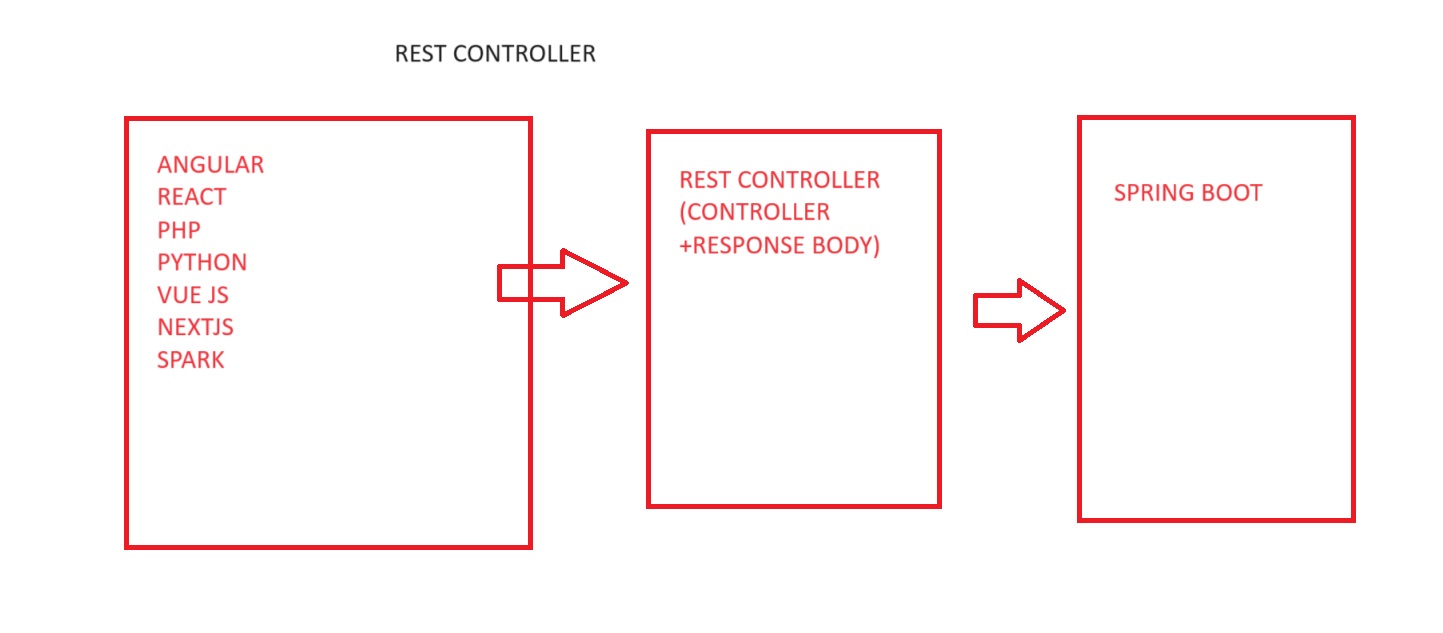 REST CONTROLLER
ANGULAR
REACT
PHP
PYTHON
VUE JS
NEXTJS
SPARK
REST CONTROLLER
(CONTROLLER
+RESPONSE BODY)
SPRING BOOT